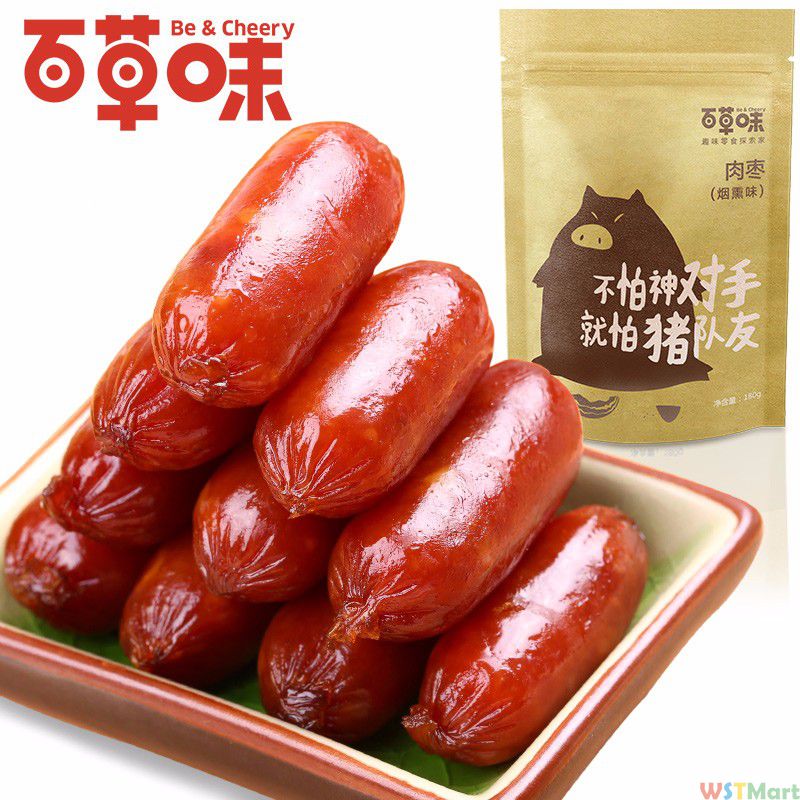 Be & Cheery
百草味
Be & Cheery
百草味
趣味零食探索家
肉枣
(烟熏味)
不怕神对手
就怕猪队友
净含量:180g
WSTMart